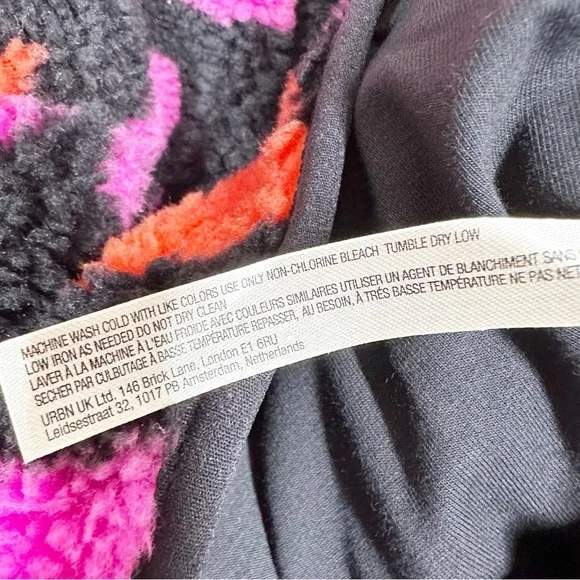 MACHINE WASH COLD WITH LIKE COLORS USE ONLY NON-CHLORINE BLEACH TUMBLE DRY LOW
LOW IRON AS NEEDED DO NOT DRY CLEAN
LAVER À LA MACHINE À L'EAU FROIDE AVEC COULEURS SIMILAIRES UTILISER UN AGENT DE BLANCHIMENT SANS
SECHER PAR CULBUTAGE À BASSE TEMPÉRATURE REPASSER, AU BESOIN, À TRÈS BASSE TEMPÉRATURE NE PAS NET
URBN UK Ltd. 146 Brick Lane, London E1 6RU
Leidsestraat 32, 1017 PB Amsterdam, Netherlands